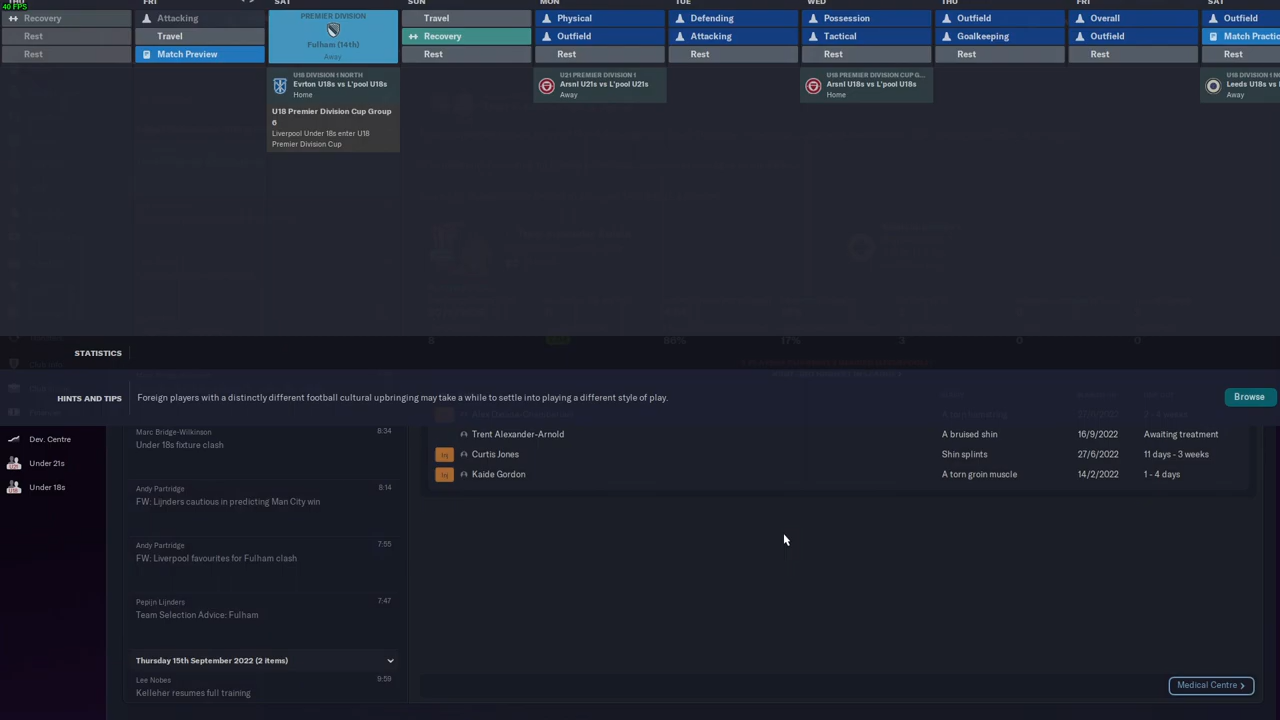 40 FPS
THU
FRI
SAT
SUN
MON
TUE
WED
THU
FRI
SAT
Recovery
Rest
Rest
Attacking
Travel
Match Preview
PREMIER DIVISION
Fulham (14th)
Away
Travel
Recovery
Rest
Physical
Outfield
Rest
Defending
Attacking
Rest
Possession
Tactical
Rest
Outfield
Goalkeeping
Rest
Overall
Outfield
Rest
Outfield
Match Practic
Rest
U18 DIVISION 1 NORTH
Evrton U18s vs L'pool U18s
Home
U18 Premier Division Cup Group
6
Liverpool Under 18s enter U18
Premier Division Cup
U21 PREMIER DIVISION 1
Arsnl U21s vs L'pool U21s
Away
U18 PREMIER DIVISION CUP G...
Arsnl U18s vs L'pool U18s
Home
U18 DIVISION 1 N
Leeds U18s vs
Away
STATISTICS
HINTS AND TIPS
Foreign players with a distinctly different football cultural upbringing may take a while to settle into playing a different style of play.
Browse
Dev. Centre
Under 21s
Under 18s
Marc Bridge-Wilkinson
8:34
Under 18s fixture clash
Andy Partridge
8:14
FW: Lijnders cautious in predicting Man City win
Andy Partridge
7:55
FW: Liverpool favourites for Fulham clash
Pepijn Lijnders
7:47
Team Selection Advice: Fulham
Thursday 15th September 2022 (2 items)
Lee Nobes
9:59
Kelleher resumes full training
Trent Alexander-Arnold
A bruised shin
16/9/2022
Awaiting treatment
Inj
Curtis Jones
Shin splints
27/6/2022
11 days - 3 weeks
Inj
Kaide Gordon
A torn groin muscle
14/2/2022
1 - 4 days
Medical Centre